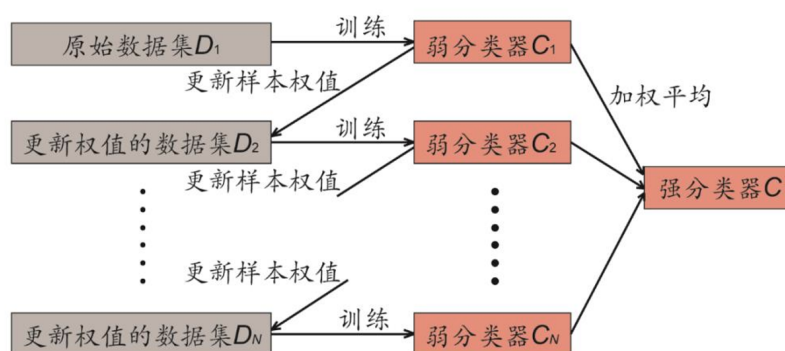 原始数据集D₁
训练
弱分类器C₁
更新样本权值
加权平均
更新权值的数据集D₂
训练
弱分类器C₂
更新样本权值
强分类器C
更新样本权值
更新权值的数据集Dₙ
训练
弱分类器Cₙ